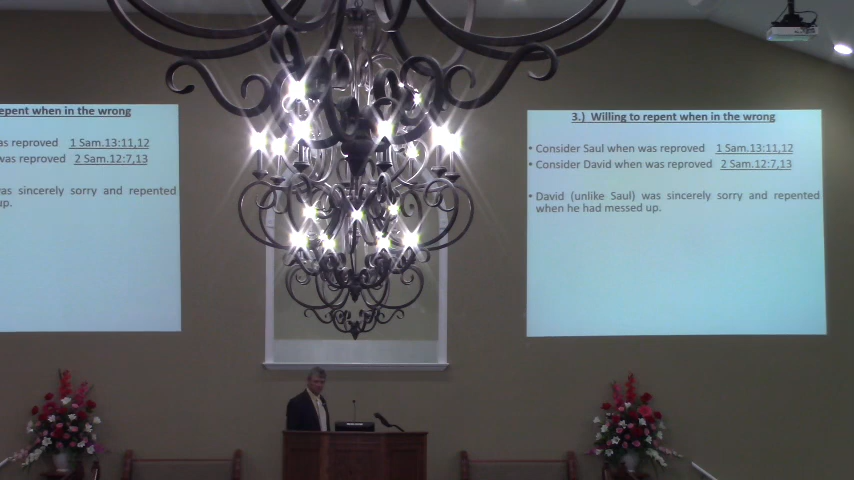 epent when in the wrong
as reproved 1 Sam.13:11,12
was reproved 2 Sam.12:7,13
as sincerely sorry and repented
up.
3.) Willing to repent when in the wrong
• Consider Saul when was reproved 1 Sam.13:11,12
• Consider David when was reproved 2 Sam.12:7,13
• David (unlike Saul) was sincerely sorry and repented
when he had messed up.